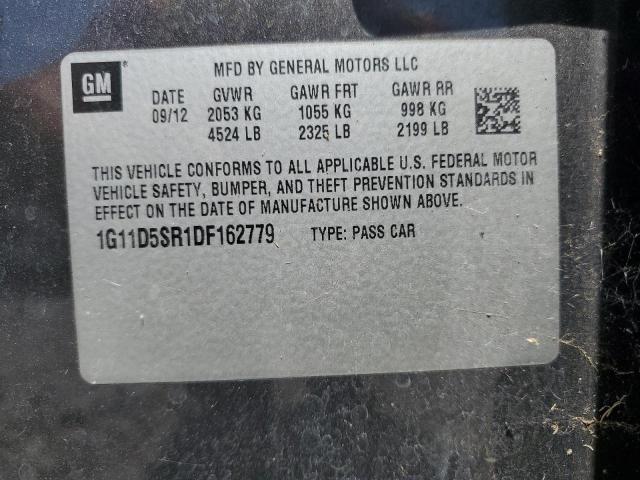 GM
MFD BY GENERAL MOTORS LLC
DATE GVWR GAWR FRT GAWR RR
09/12 2053 KG 1055 KG 998 KG
4524 LB 2325 LB 2199 LB
THIS VEHICLE CONFORMS TO ALL APPLICABLE U.S. FEDERAL MOTOR
VEHICLE SAFETY, BUMPER, AND THEFT PREVENTION STANDARDS IN
EFFECT ON THE DATE OF MANUFACTURE SHOWN ABOVE.
1G11D5SR1DF162779 TYPE: PASS CAR